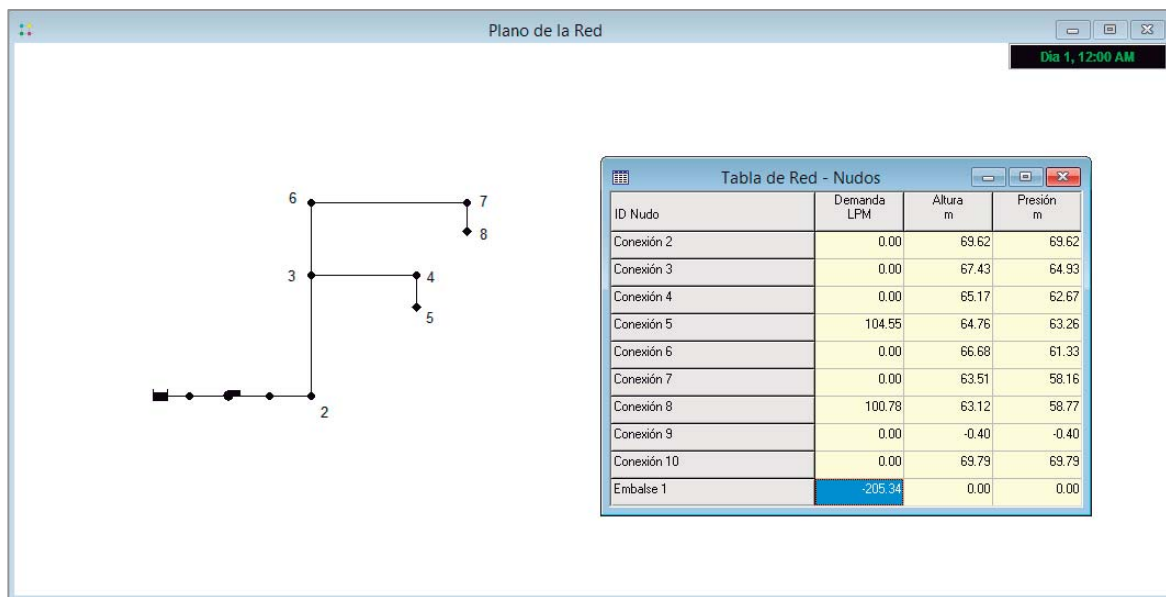 Plano de la Red
Dia 1, 12:00 AM
6
7
8
3
4
5
2
Tabla de Red - Nudos
ID Nudo Demanda LPM Altura m Presión m
Conexión 2 0.00 69.62 69.62
Conexión 3 0.00 67.43 64.93
Conexión 4 0.00 65.17 62.67
Conexión 5 104.55 64.76 63.26
Conexión 6 0.00 66.68 61.33
Conexión 7 0.00 63.51 58.16
Conexión 8 100.78 63.12 58.77
Conexión 9 0.00 -0.40 -0.40
Conexión 10 0.00 69.79 69.79
Embalse 1 -205.34 0.00 0.00